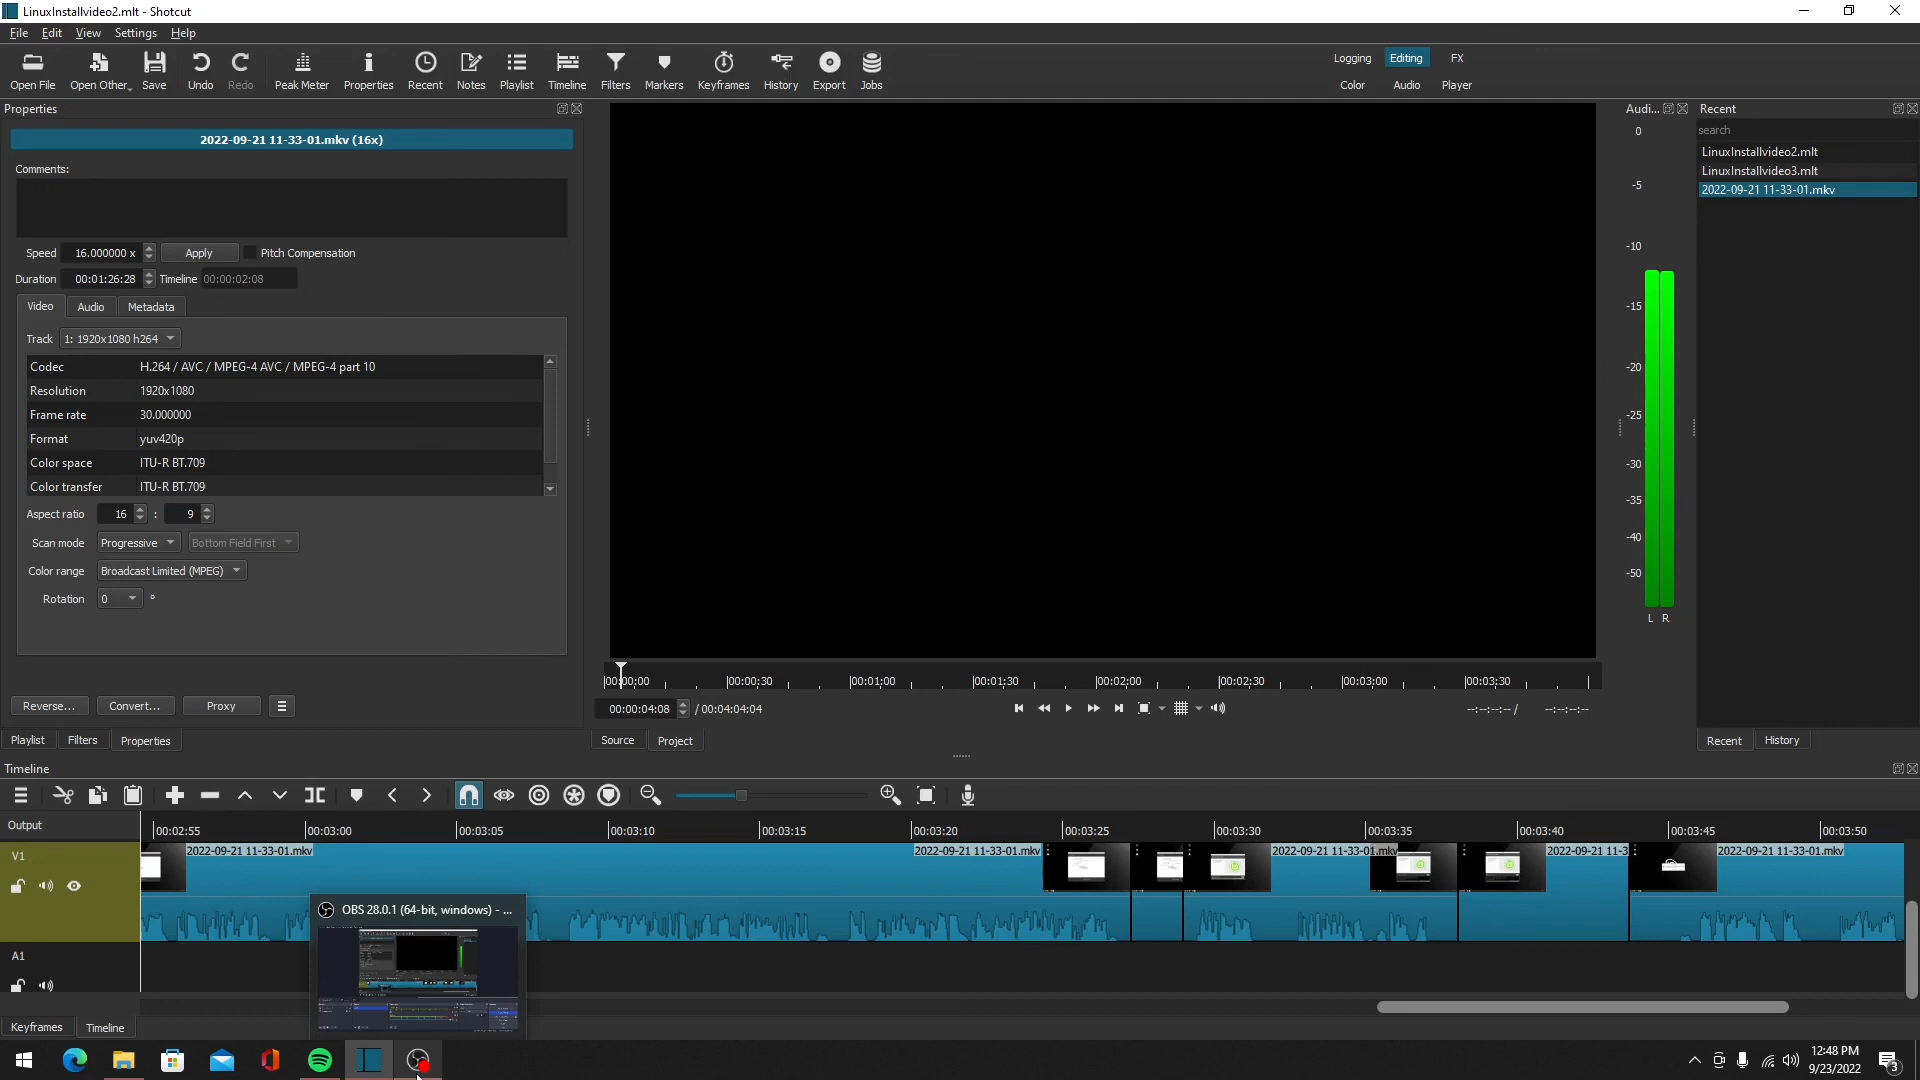 LinuxInstallvideo2.mlt - Shotcut
File Edit View Settings Help
Open File Open Other Save Undo Redo Peak Meter Properties Recent Notes Playlist Timeline Filters Markers Keyframes History Export Jobs
Logging Editing FX
Color Audio Player
Properties
2022-09-21 11-33-01.mkv (16x)
Comments:
Speed 16.000000 x Apply Pitch Compensation
Duration 00:01:26:28 Timeline 00:00:02:08
Video Audio Metadata
Track 1: 1920x1080 h264
Codec H.264 / AVC / MPEG-4 AVC / MPEG-4 part 10
Resolution 1920x1080
Frame rate 30.000000
Format yuv420p
Color space ITU-R BT.709
Color transfer ITU-R BT.709
Aspect ratio 16 : 9
Scan mode Progressive Bottom Field First
Color range Broadcast Limited (MPEG)
Rotation 0 °
Reverse... Convert... Proxy
Playlist Filters Properties
00:00:00 00:00:30 00:01:00 00:01:30 00:02:00 00:02:30 00:03:00 00:03:30
00:00:04:08 / 00:04:04:04 --:--:--:-- / --:--:--:--
Source Project
Audi...
0
-5
-10
-15
-20
-25
-30
-35
-40
-50
L R
Recent
search
LinuxInstallvideo2.mlt
LinuxInstallvideo3.mlt
2022-09-21 11-33-01.mkv
Recent History
Timeline
Output 00:02:55 00:03:00 00:03:05 00:03:10 00:03:15 00:03:20 00:03:25 00:03:30 00:03:35 00:03:40 00:03:45 00:03:50
V1 2022-09-21 11-33-01.mkv 2022-09-21 11-33-01.mkv 2022-09-21 11-33-01.mkv 2022-09-21 11-33 2022-09-21 11-33-01.mkv
OBS 28.0.1 (64-bit, windows) - ...
A1
Keyframes Timeline
12:48 PM
9/23/2022
3